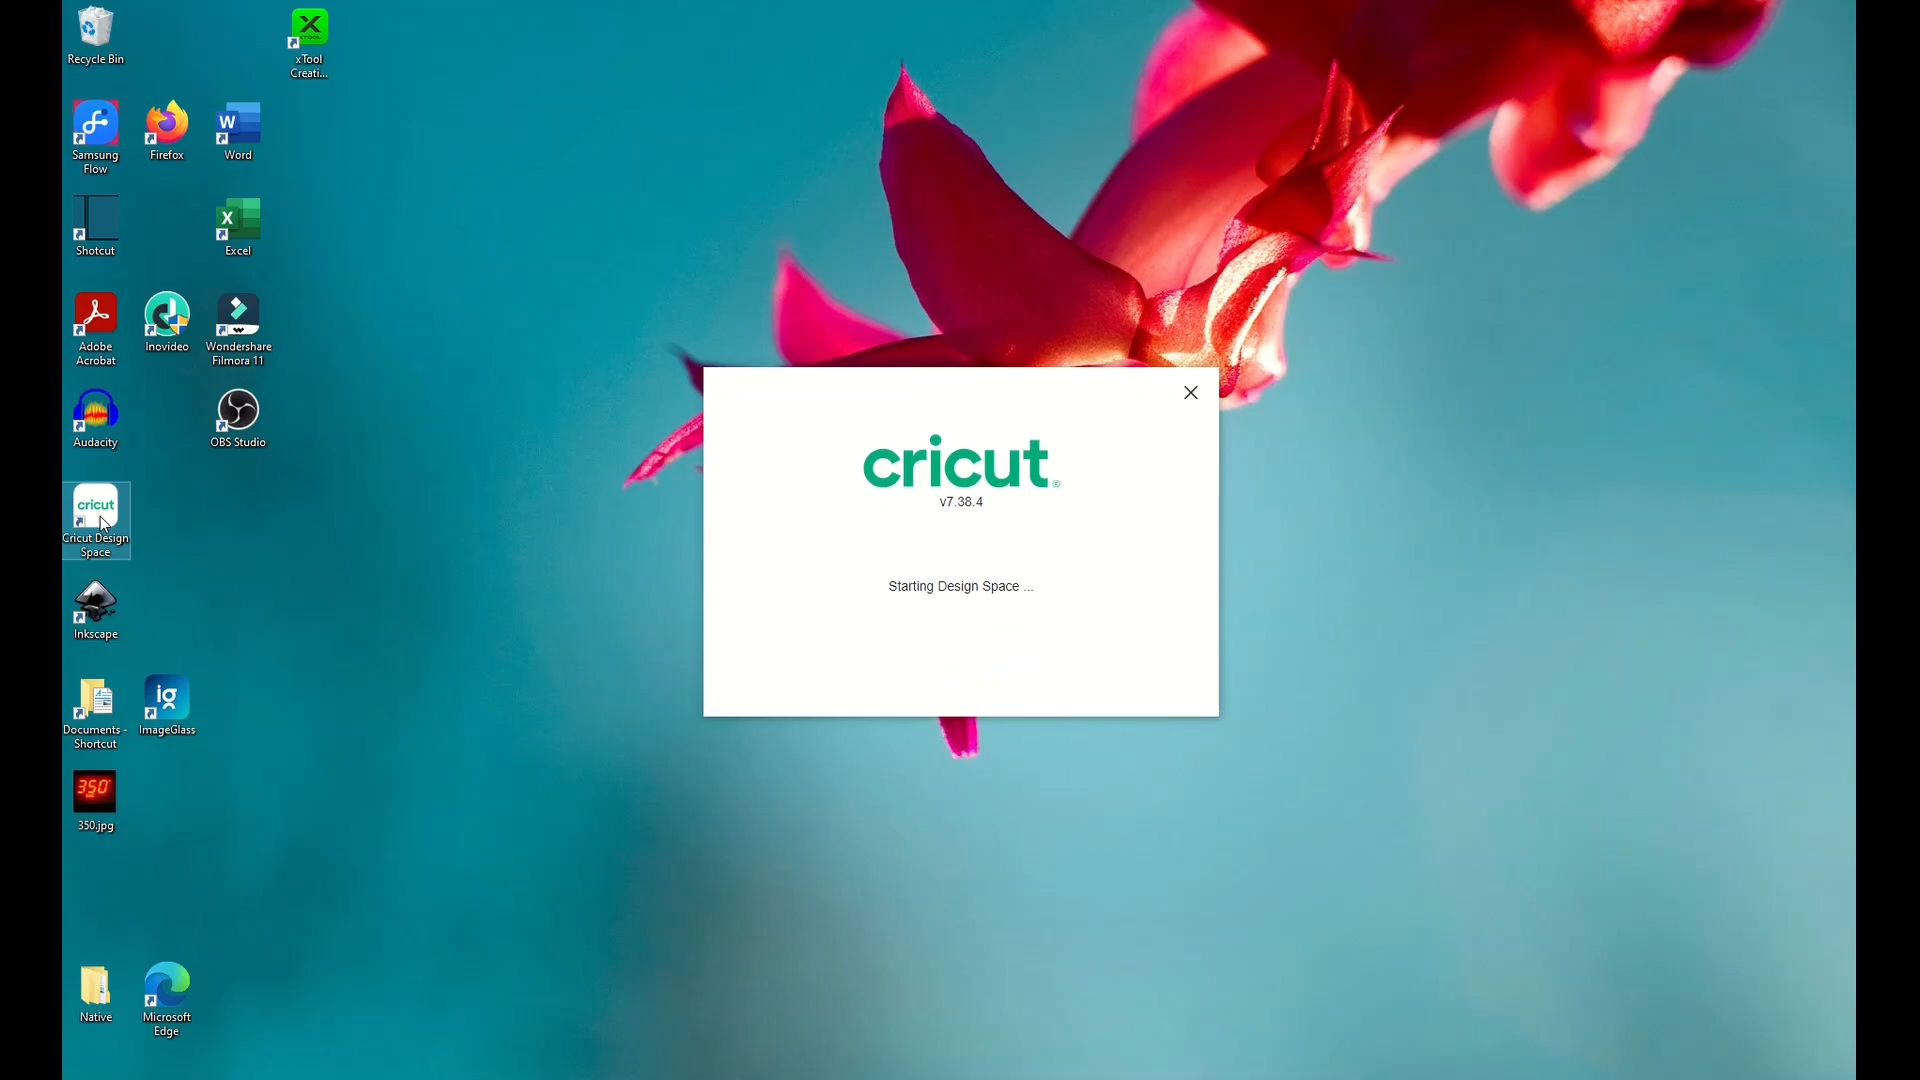 Recycle Bin
X
XTOOL
xTool
Creati...
Samsung
Flow
Firefox
W
Word
Shotcut
X
Excel
Adobe
Acrobat
Inovideo
Wondershare
Filmora 11
Audacity
OBS Studio
cricut
Cricut Design
Space
cricut®
v7.38.4
Starting Design Space ...
Inkscape
Documents -
Shortcut
ig
ImageGlass
350°
350.jpg
Native
Microsoft
Edge